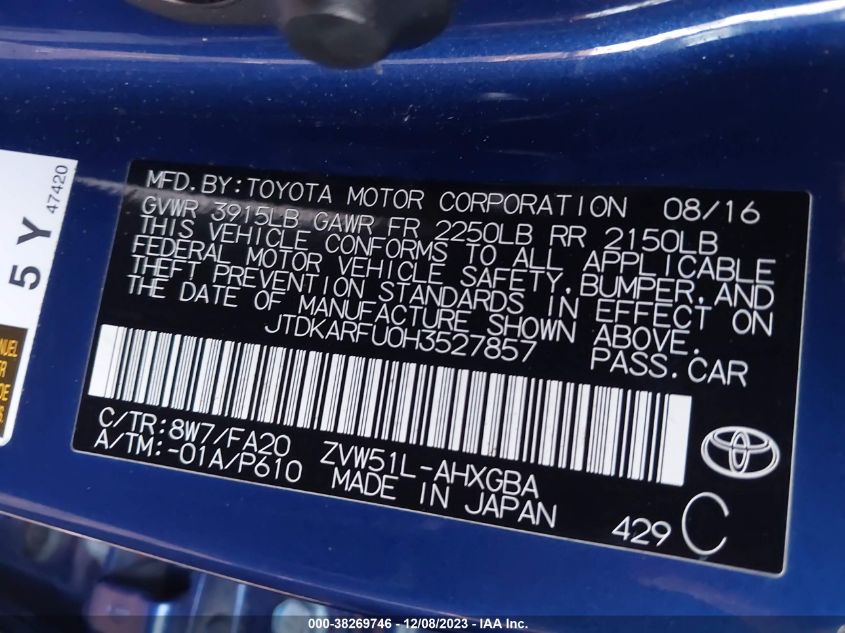 MFD.BY:TOYOTA MOTOR CORPORATION 08/16
GVWR 3915LB GAWR FR 2250LB RR 2150LB
THIS VEHICLE CONFORMS TO ALL APPLICABLE
FEDERAL MOTOR VEHICLE SAFETY,BUMPER,AND
THEFT PREVENTION STANDARDS IN EFFECT ON
THE DATE OF MANUFACTURE SHOWN ABOVE.
JTDKARFU0H3527857 PASS.CAR
C/TR:8W7/FA20 ZVW51L-AHXGBA
A/TM:-01A/P610 MADE IN JAPAN
429 C
5 Y
47420
000-38269746 - 12/08/2023 - IAA Inc.